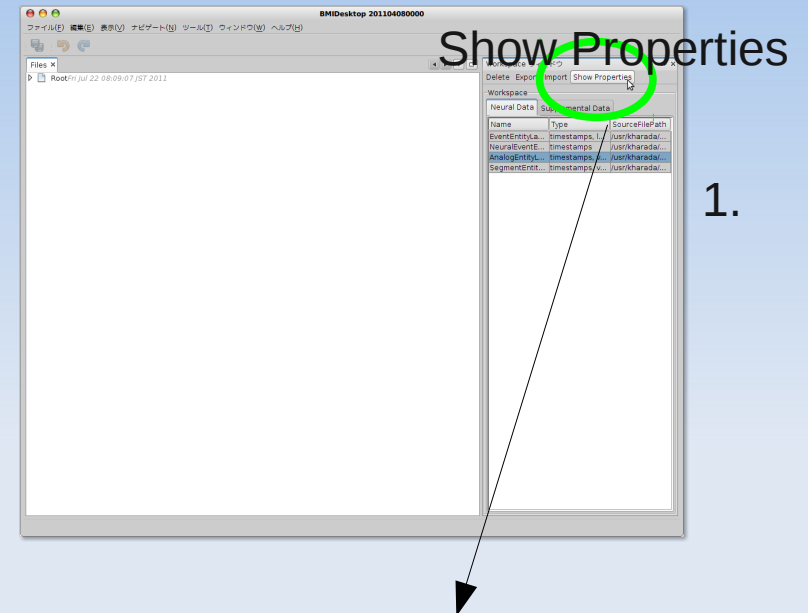 BMIDesktop 201104080000
ファイル(F) 編集(E) 表示(V) ナビゲート(N) ツール(T) ウィンドウ(W) ヘルプ(H)
Show Properties
Files ×
Root Fri Jul 22 08:09:07 JST 2011
Delete Export Import Show Properties
Workspace
Neural Data Supplemental Data
Name Type SourceFilePath
EventEntityLa... timestamps, l... /usr/kharada/...
NeuralEventE... timestamps /usr/kharada/...
AnalogEntityL... timestamps, v... /usr/kharada/...
SegmentEntit... timestamps, v... /usr/kharada/...
1.